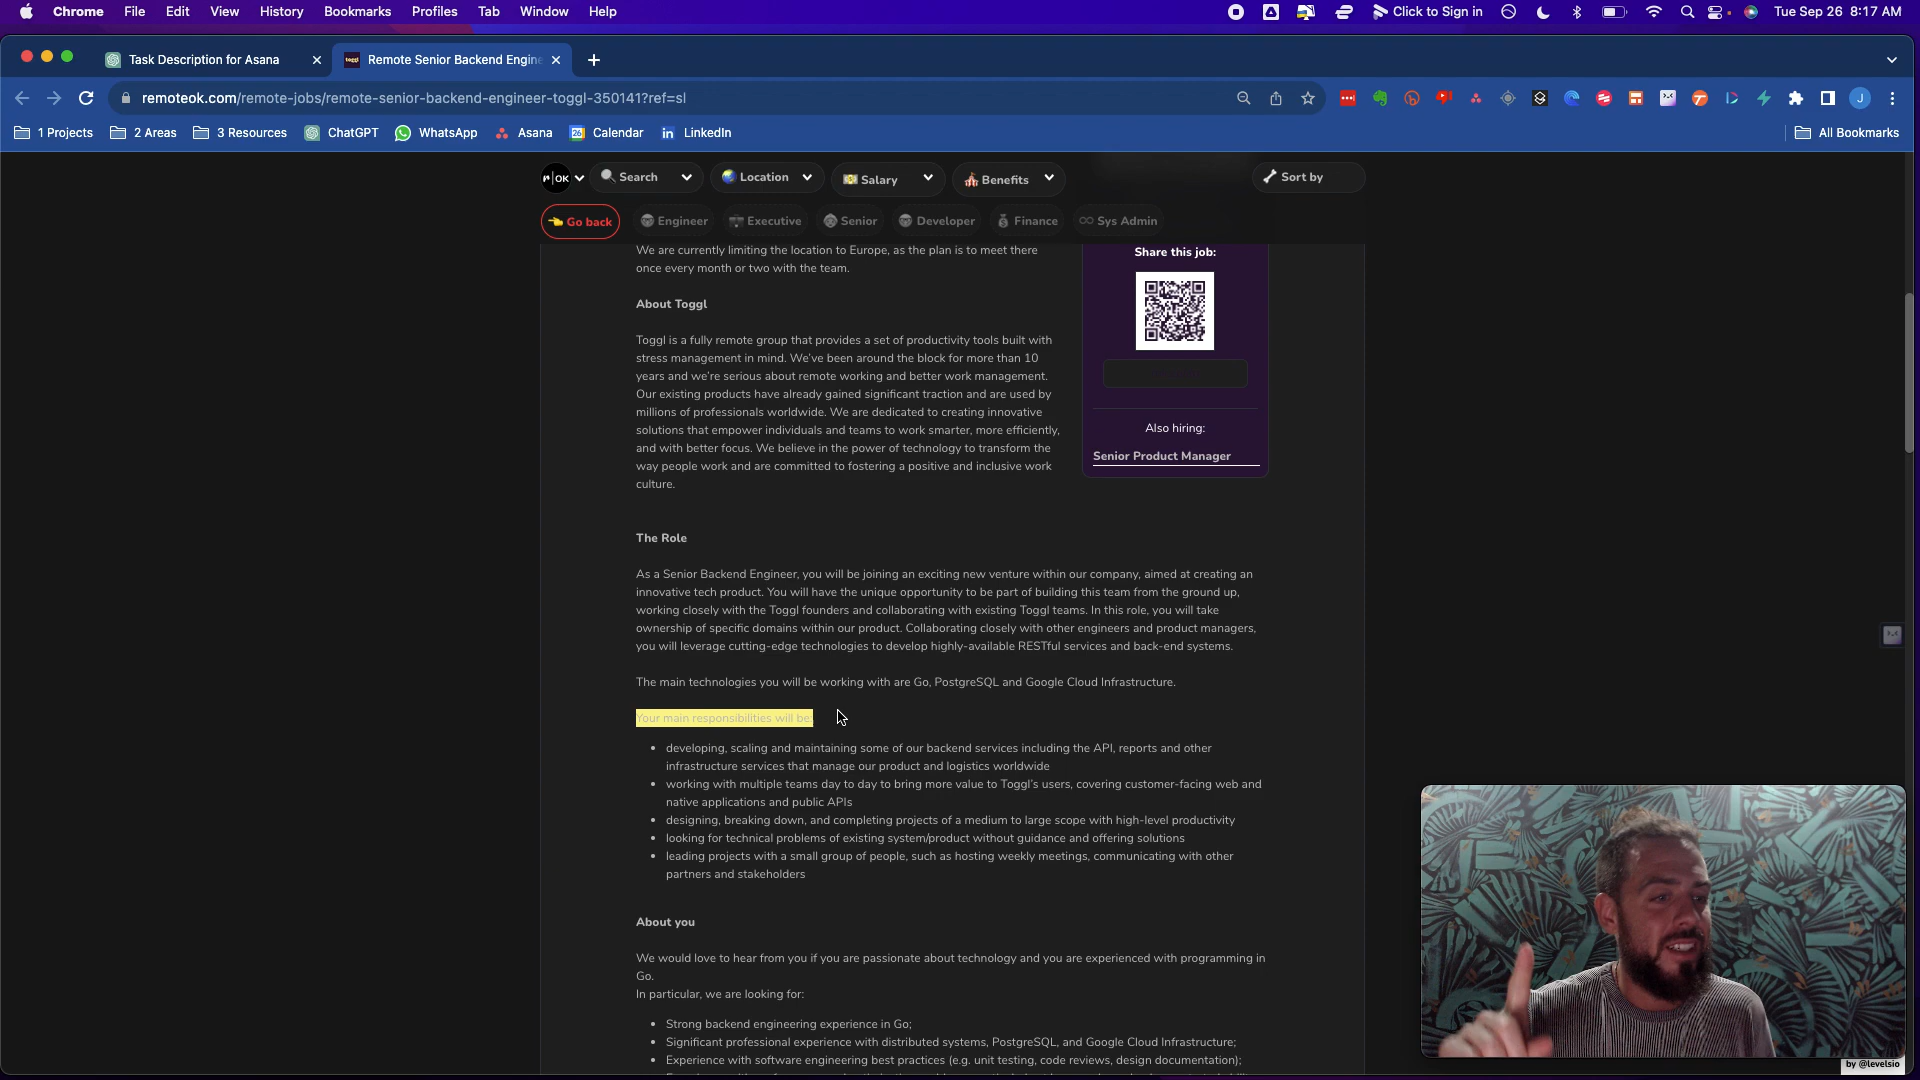 Chrome File Edit View History Bookmarks Profiles Tab Window Help
Click to Sign in Tue Sep 26 8:17 AM
Task Description for Asana
toggl Remote Senior Backend Engine
remoteok.com/remote-jobs/remote-senior-backend-engineer-toggl-350141?ref=sl
J
1 Projects 2 Areas 3 Resources ChatGPT WhatsApp Asana 26 Calendar in LinkedIn All Bookmarks
r|OK Search Location Salary Benefits Sort by
Go back Engineer Executive Senior Developer Finance Sys Admin
We are currently limiting the location to Europe, as the plan is to meet there
once every month or two with the team.
Share this job:
Also hiring:
Senior Product Manager
About Toggl
Toggl is a fully remote group that provides a set of productivity tools built with
stress management in mind. We've been around the block for more than 10
years and we're serious about remote working and better work management.
Our existing products have already gained significant traction and are used by
millions of professionals worldwide. We are dedicated to creating innovative
solutions that empower individuals and teams to work smarter, more efficiently,
and with better focus. We believe in the power of technology to transform the
way people work and are committed to fostering a positive and inclusive work
culture.
The Role
As a Senior Backend Engineer, you will be joining an exciting new venture within our company, aimed at creating an
innovative tech product. You will have the unique opportunity to be part of building this team from the ground up,
working closely with the Toggl founders and collaborating with existing Toggl teams. In this role, you will take
ownership of specific domains within our product. Collaborating closely with other engineers and product managers,
you will leverage cutting-edge technologies to develop highly-available RESTful services and back-end systems.
The main technologies you will be working with are Go, PostgreSQL and Google Cloud Infrastructure.
Your main responsibilities will be:
• developing, scaling and maintaining some of our backend services including the API, reports and other
infrastructure services that manage our product and logistics worldwide
• working with multiple teams day to day to bring more value to Toggl's users, covering customer-facing web and
native applications and public APIs
• designing, breaking down, and completing projects of a medium to large scope with high-level productivity
• looking for technical problems of existing system/product without guidance and offering solutions
• leading projects with a small group of people, such as hosting weekly meetings, communicating with other
partners and stakeholders
About you
We would love to hear from you if you are passionate about technology and you are experienced with programming in
Go.
In particular, we are looking for:
• Strong backend engineering experience in Go;
• Significant professional experience with distributed systems, PostgreSQL, and Google Cloud Infrastructure;
• Experience with software engineering best practices (e.g. unit testing, code reviews, design documentation);
by @levelsio